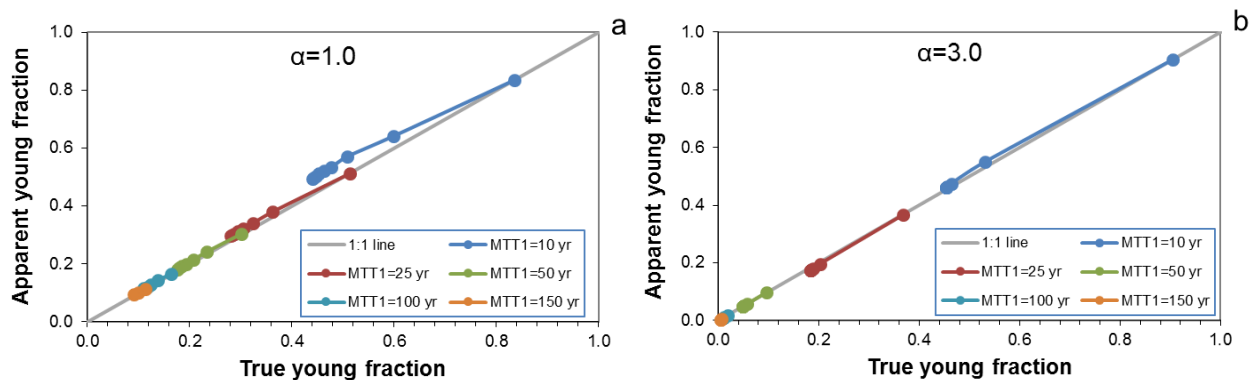 a
α=1.0
Apparent young fraction
1.0
0.8
0.6
0.4
0.2
0.0
1:1 line
MTT1=10 yr
MTT1=25 yr
MTT1=50 yr
MTT1=100 yr
MTT1=150 yr
0.0 0.2 0.4 0.6 0.8 1.0
True young fraction
b
α=3.0
Apparent young fraction
1.0
0.8
0.6
0.4
0.2
0.0
1:1 line
MTT1=10 yr
MTT1=25 yr
MTT1=50 yr
MTT1=100 yr
MTT1=150 yr
0.0 0.2 0.4 0.6 0.8 1.0
True young fraction